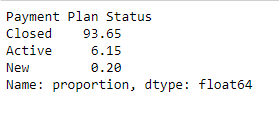 Payment Plan Status
Closed    93.65
Active     6.15
New        0.20
Name: proportion, dtype: float64